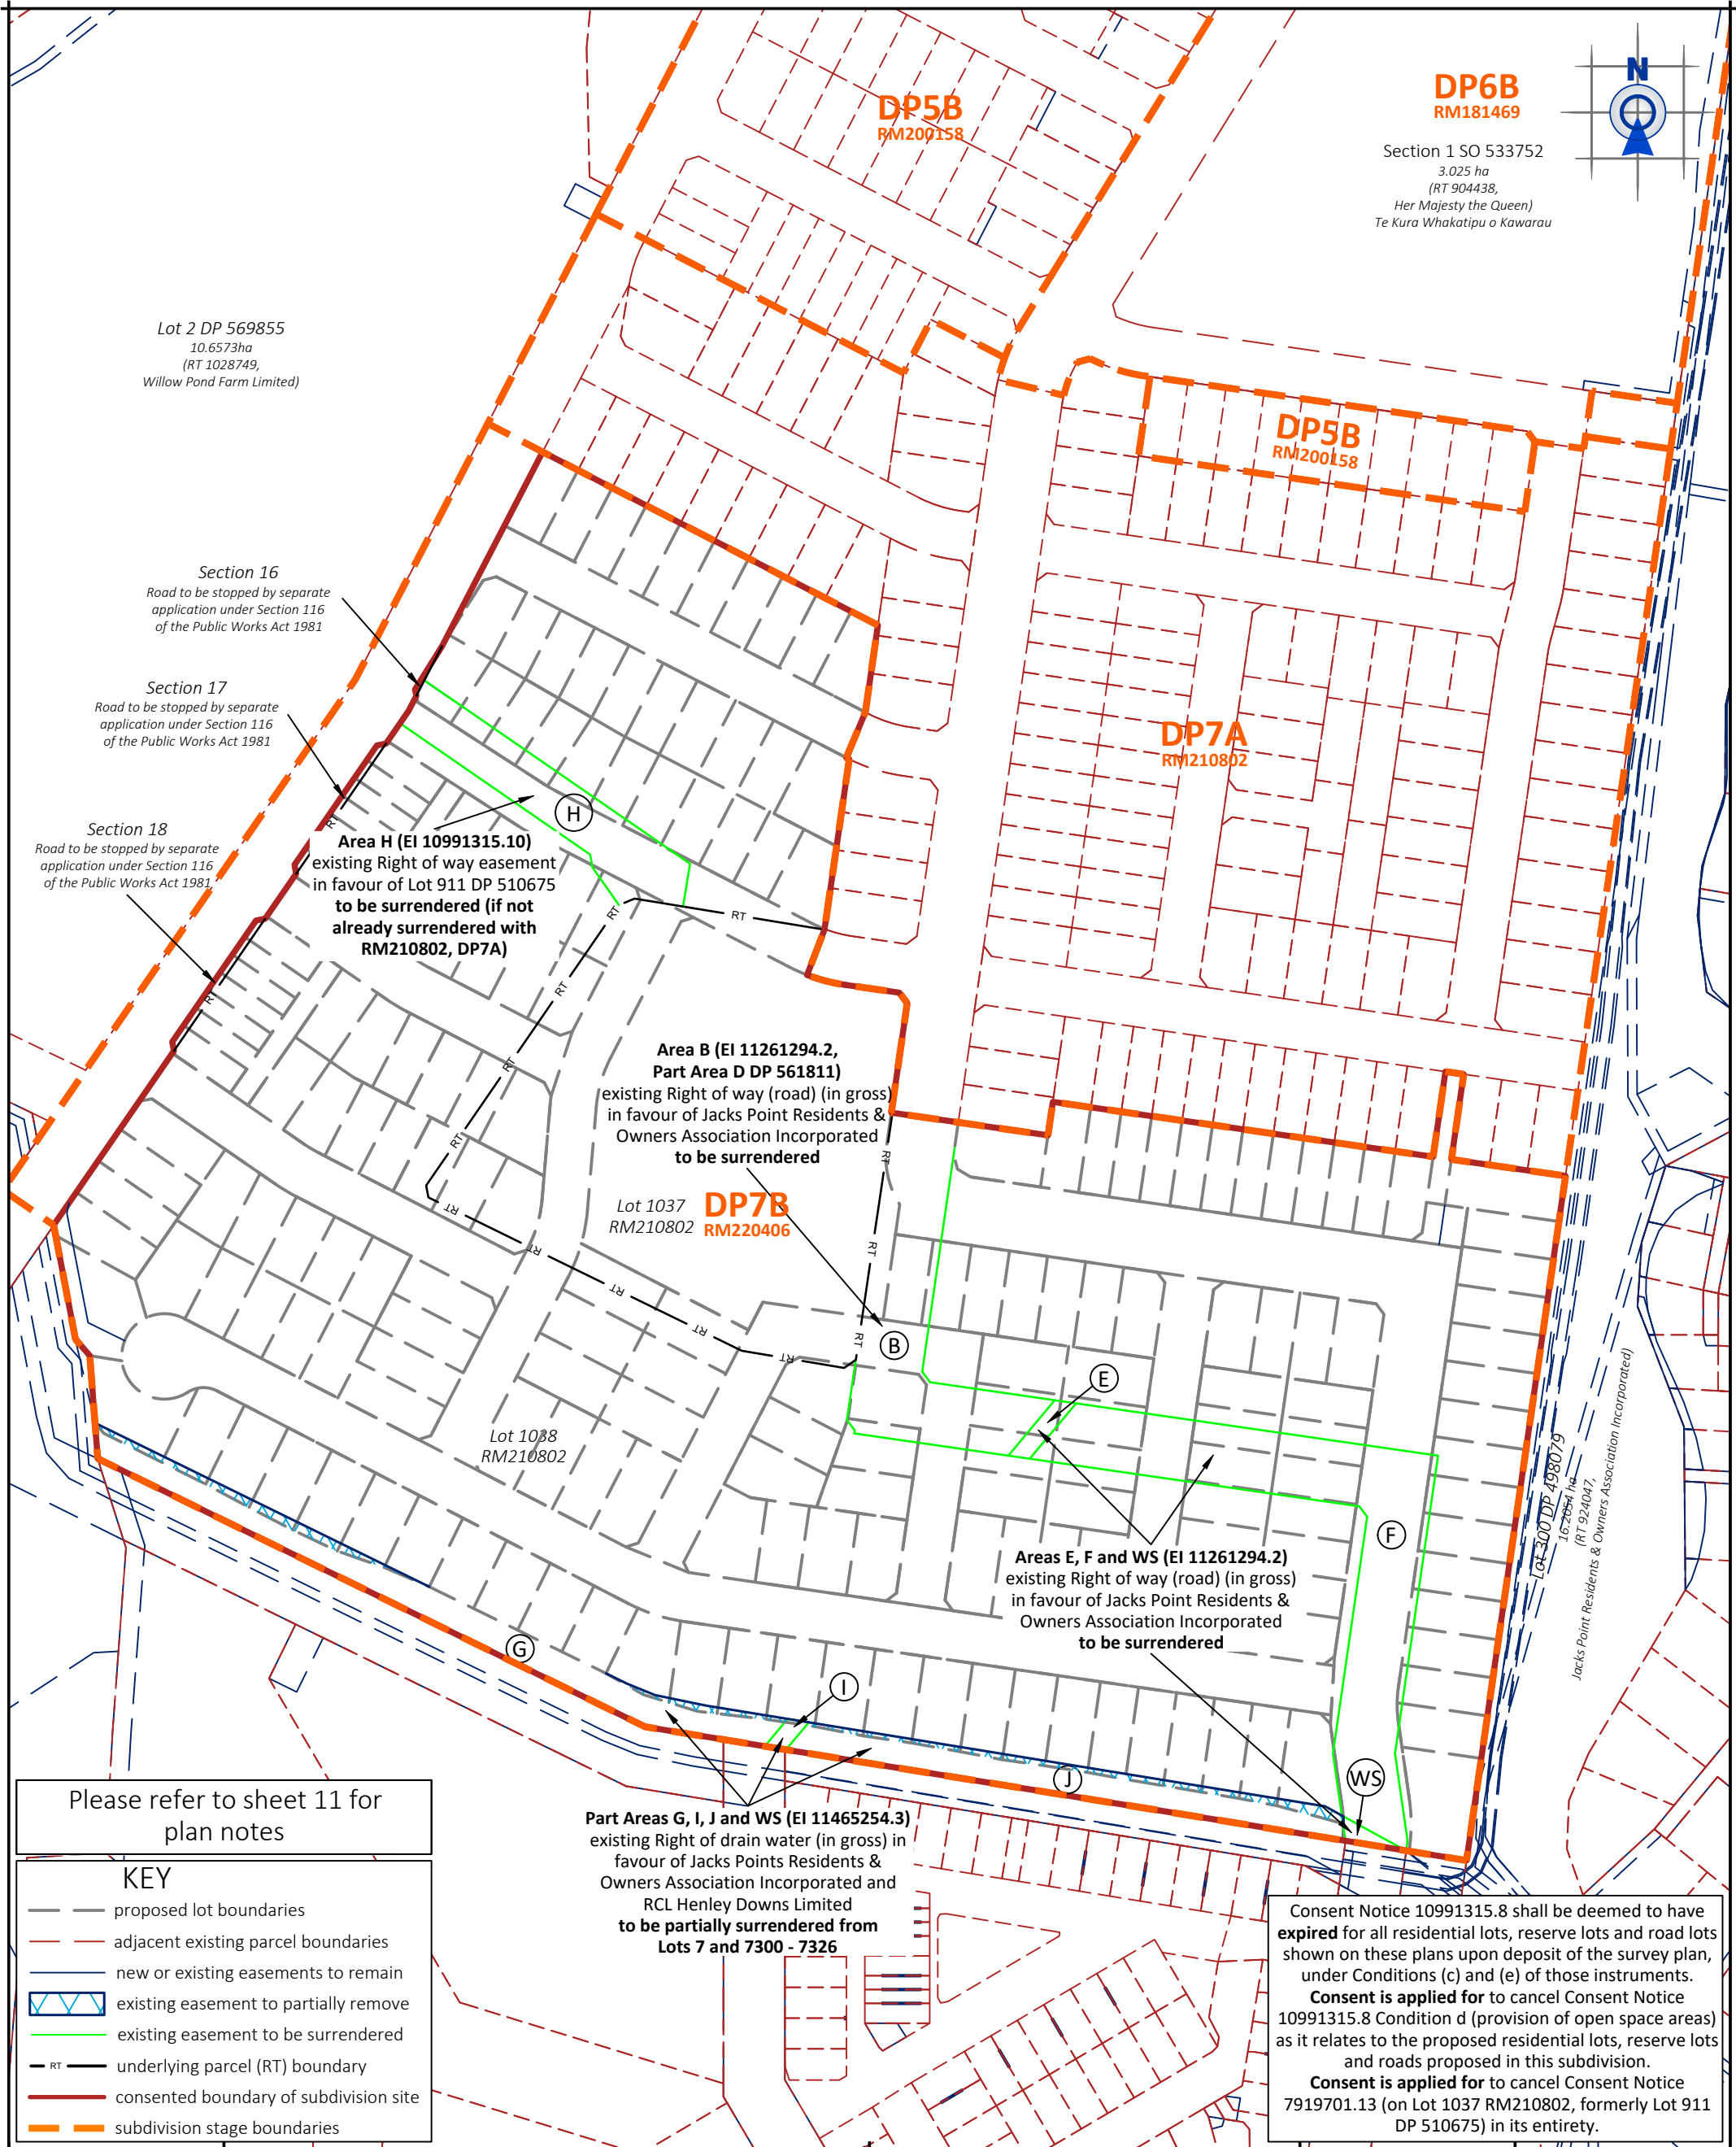 DP5B
RM200158
DP6B
RM181469
N
Section 1 SO 533752
3.025 ha
(RT 904438,
Her Majesty the Queen)
Te Kura Whakatipu o Kawarau
Lot 2 DP 569855
10.6573ha
(RT 1028749,
Willow Pond Farm Limited)
DP5B
RM200158
Section 16
Road to be stopped by separate
application under Section 116
of the Public Works Act 1981
Section 17
Road to be stopped by separate
application under Section 116
of the Public Works Act 1981
DP7A
RM210802
Section 18
Road to be stopped by separate
application under Section 116
of the Public Works Act 1981
RT
H
Area H (EI 10991315.10)
existing Right of way easement
in favour of Lot 911 DP 510675
to be surrendered (if not
already surrendered with
RM210802, DP7A)
RT
RT
RT
RT
RT
RT
Area B (EI 11261294.2,
Part Area D DP 561811)
existing Right of way (road) (in gross)
in favour of Jacks Point Residents &
Owners Association Incorporated
to be surrendered
RT
Lot 1037
RM210802
DP7B
RM220406
RT
RT
RT
RT
RT
RT
RT
B
E
Lot 1038
RM210802
Lot 300 DP 498079
16.2054 ha
(RT 924047,
Jacks Point Residents & Owners Association Incorporated)
F
Areas E, F and WS (EI 11261294.2)
existing Right of way (road) (in gross)
in favour of Jacks Point Residents &
Owners Association Incorporated
to be surrendered
G
I
J
WS
Part Areas G, I, J and WS (EI 11465254.3)
existing Right of drain water (in gross) in
favour of Jacks Points Residents &
Owners Association Incorporated and
RCL Henley Downs Limited
to be partially surrendered from
Lots 7 and 7300 - 7326
Please refer to sheet 11 for
plan notes
KEY
proposed lot boundaries
adjacent existing parcel boundaries
new or existing easements to remain
existing easement to partially remove
existing easement to be surrendered
RT underlying parcel (RT) boundary
consented boundary of subdivision site
subdivision stage boundaries
Consent Notice 10991315.8 shall be deemed to have
expired for all residential lots, reserve lots and road lots
shown on these plans upon deposit of the survey plan,
under Conditions (c) and (e) of those instruments.
Consent is applied for to cancel Consent Notice
10991315.8 Condition d (provision of open space areas)
as it relates to the proposed residential lots, reserve lots
and roads proposed in this subdivision.
Consent is applied for to cancel Consent Notice
7919701.13 (on Lot 1037 RM210802, formerly Lot 911
DP 510675) in its entirety.